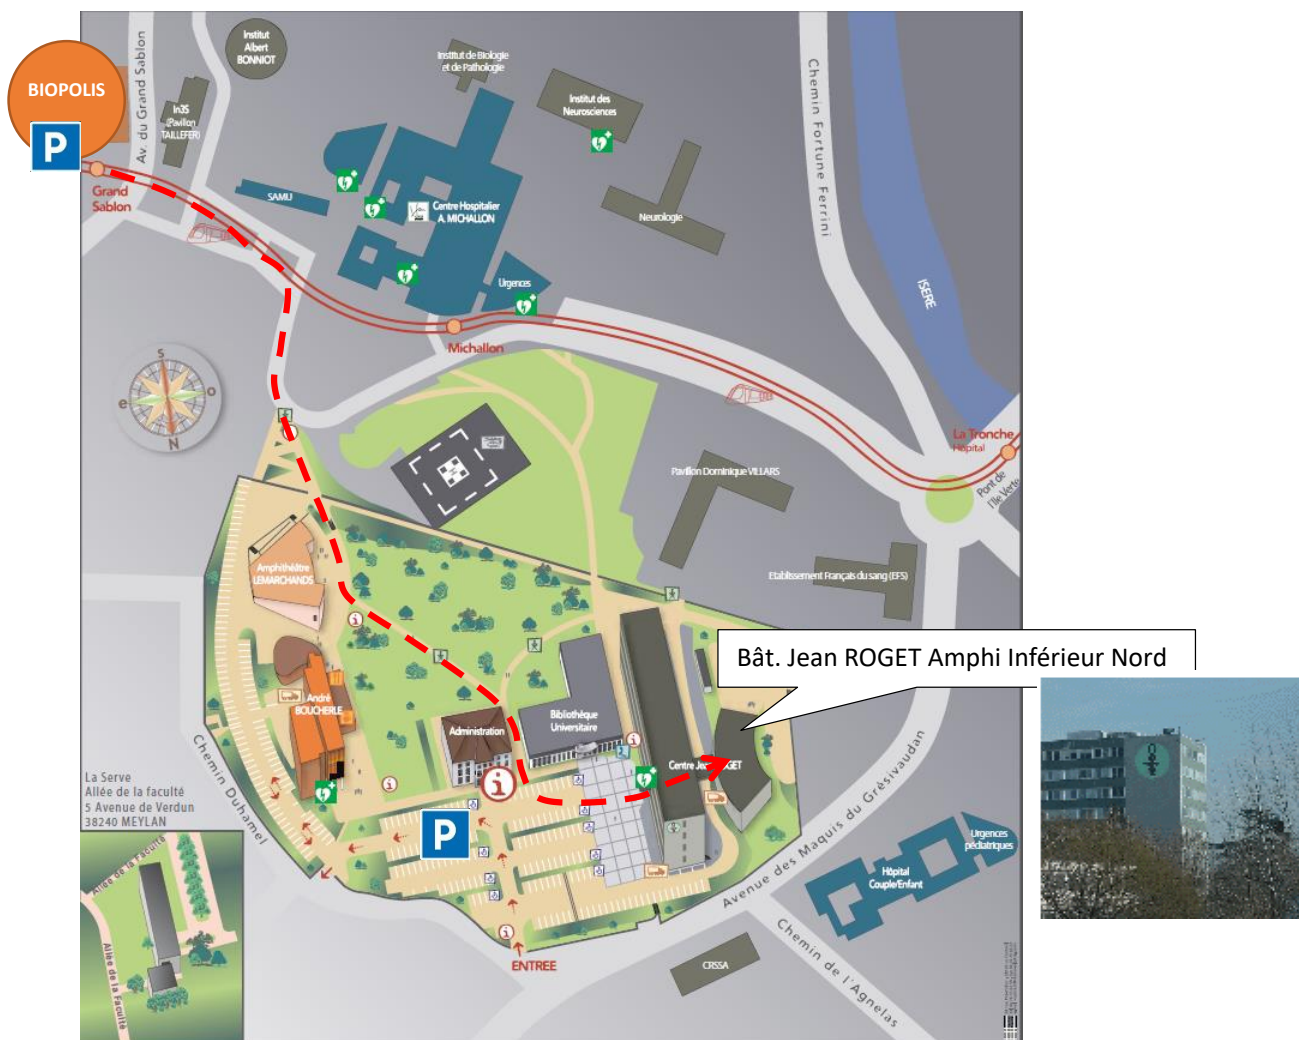 BIOPOLIS
P
Institut
Albert
BONNIOT
Av. du Grand Sablon
In3S
(Pavillon
TAILLEFER)
Institut de Biologie
et de Pathologie
Institut des
Neurosciences
Chemin Fortune Ferrini
Grand
Sablon
SAMU
Centre Hospitalier
A. MICHALLON
Neurologie
Urgences
ISERE
Michallon
S
e
o
N
La Tronche
Hôpital
Pont de
l'Ile Verte
Pavillon Dominique VILLARS
Amphithéâtre
LEMARCHANDS
Etablissement Français du sang (EFS)
Bât. Jean ROGET Amphi Inférieur Nord
André
BOUCHERLE
Administration
Bibliothèque
Universitaire
Centre Jean ROGET
La Serve
Allée de la faculté
5 Avenue de Verdun
38240 MEYLAN
Chemin Duhamel
P
Avenue des Maquis du Grésivaudan
Urgences
pédiatriques
Hôpital
Couple/Enfant
Allée de la Faculté
Allée de la Faculté
ENTREE
CRSSA
Chemin de l'Agnelas